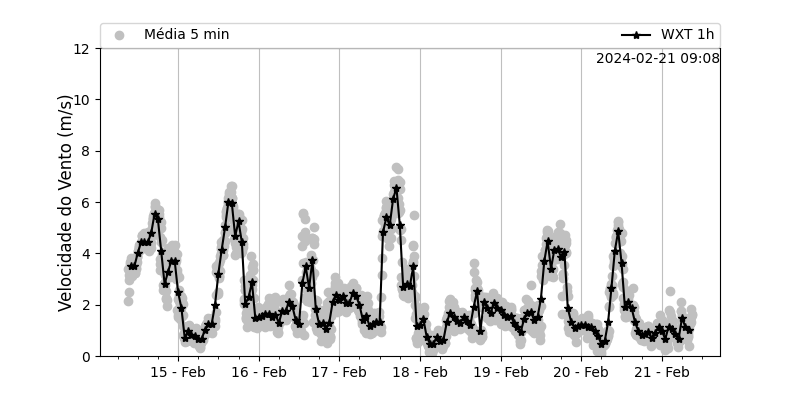 Média 5 min
WXT 1h
2024-02-21 09:08
Velocidade do Vento (m/s)
12
10
8
6
4
2
0
15 - Feb
16 - Feb
17 - Feb
18 - Feb
19 - Feb
20 - Feb
21 - Feb